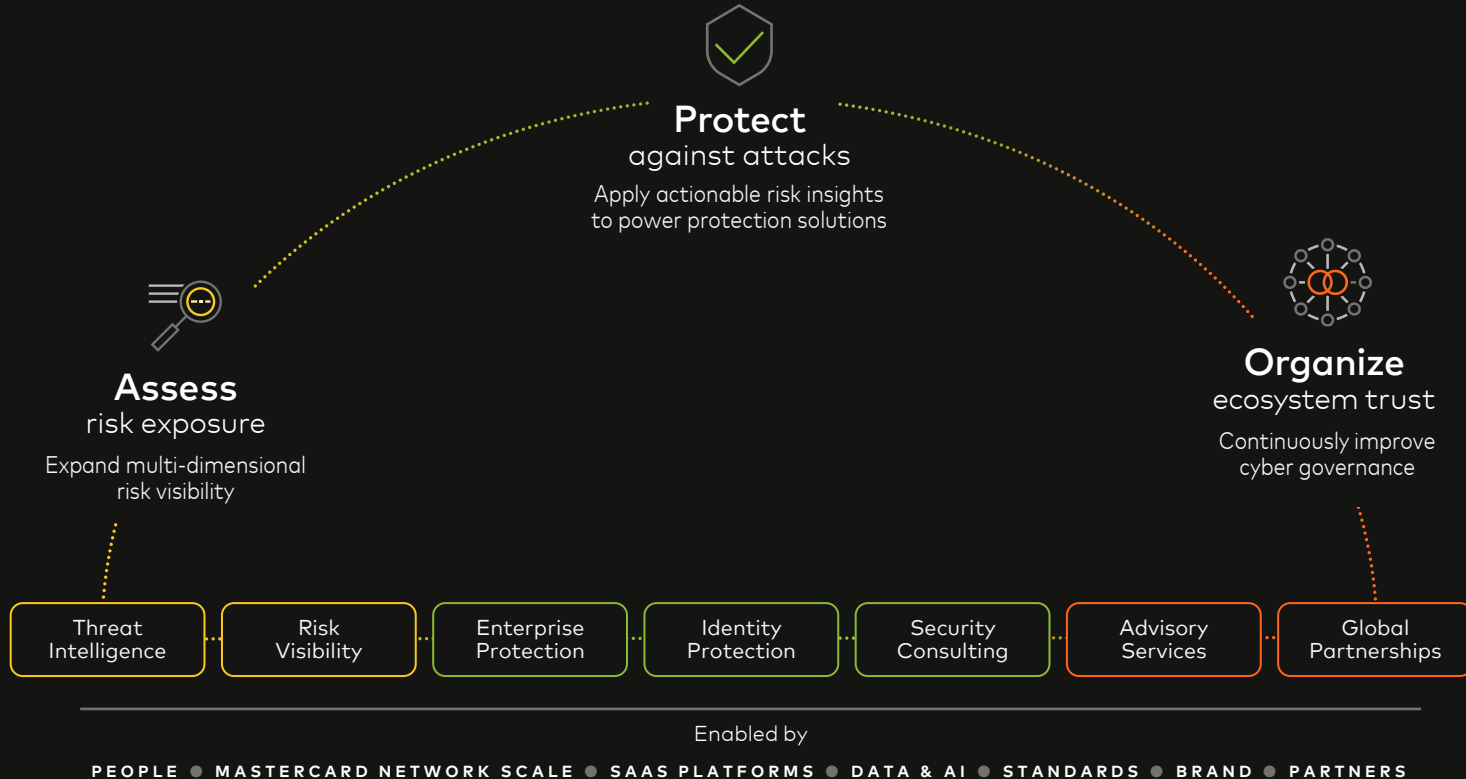 Protect
against attacks
Apply actionable risk insights
to power protection solutions
Assess
risk exposure
Expand multi-dimensional
risk visibility
Organize
ecosystem trust
Continuously improve
cyber governance
Threat
Intelligence
Risk
Visibility
Enterprise
Protection
Identity
Protection
Security
Consulting
Advisory
Services
Global
Partnerships
Enabled by
PEOPLE ● MASTERCARD NETWORK SCALE ● SAAS PLATFORMS ● DATA & AI ● STANDARDS ● BRAND ● PARTNERS